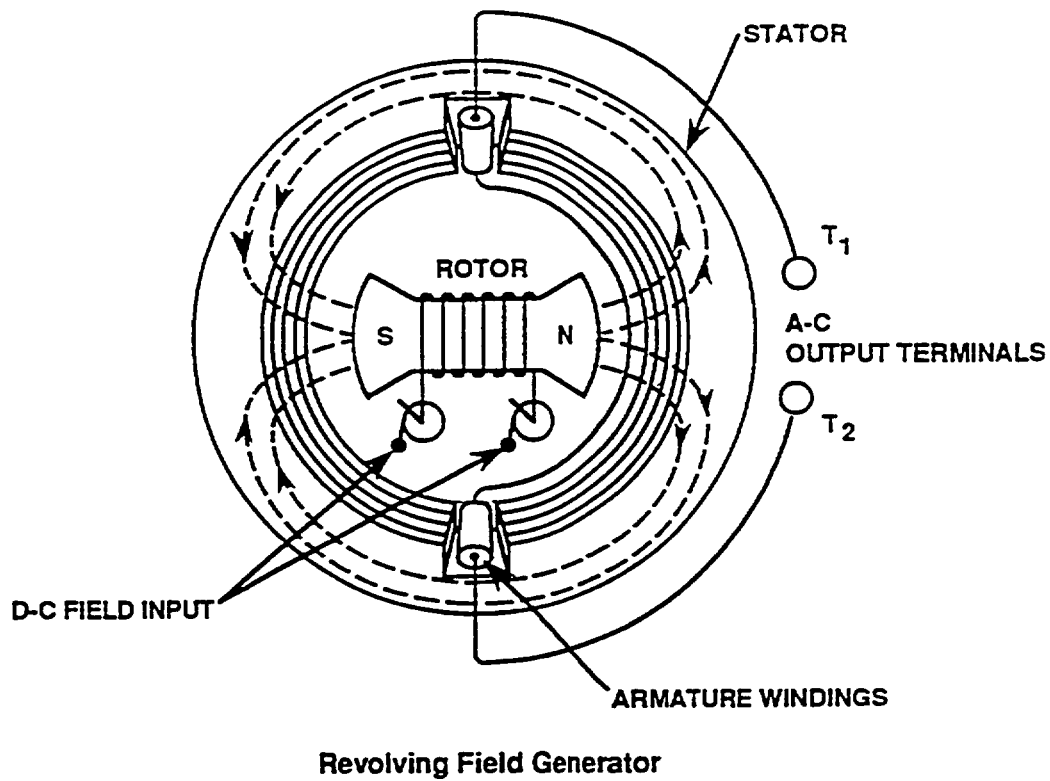 STATOR
T1
ROTOR
S
N
A-C
OUTPUT TERMINALS
T2
D-C FIELD INPUT
ARMATURE WINDINGS
Revolving Field Generator